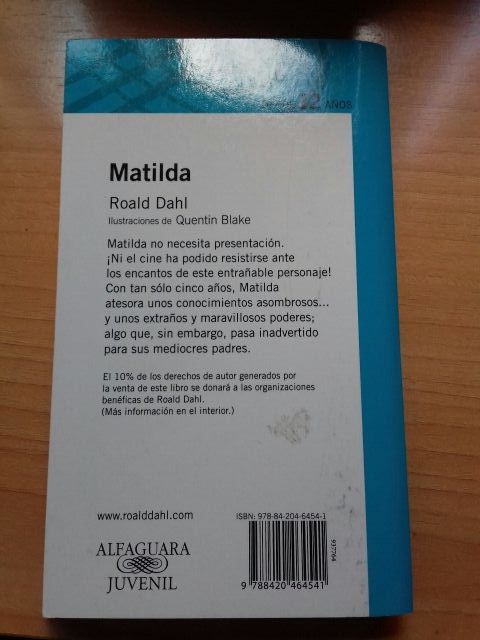 12 AÑOS
Matilda
Roald Dahl
Ilustraciones de Quentin Blake
Matilda no necesita presentación.
¡Ni el cine ha podido resistirse ante
los encantos de este entrañable personaje!
Con tan sólo cinco años, Matilda
atesora unos conocimientos asombrosos...
y unos extraños y maravillosos poderes;
algo que, sin embargo, pasa inadvertido
para sus mediocres padres.
El 10% de los derechos de autor generados por
la venta de este libro se donará a las organizaciones
benéficas de Roald Dahl.
(Más información en el interior.)
www.roalddahl.com
ALFAGUARA
JUVENIL
ISBN: 978-84-204-6454-1
937764
9 788420 464541